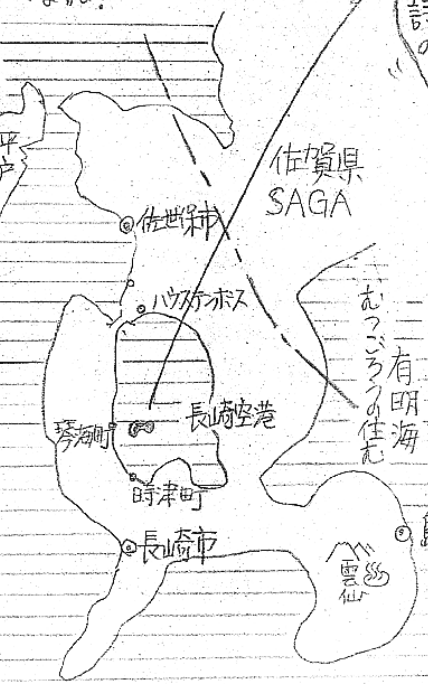 平戸
佐賀県
SAGA
佐世保市
ハウステンボス
むつごろうの住む
有明海
長崎空港
琴海町
時津町
長崎市
雲仙